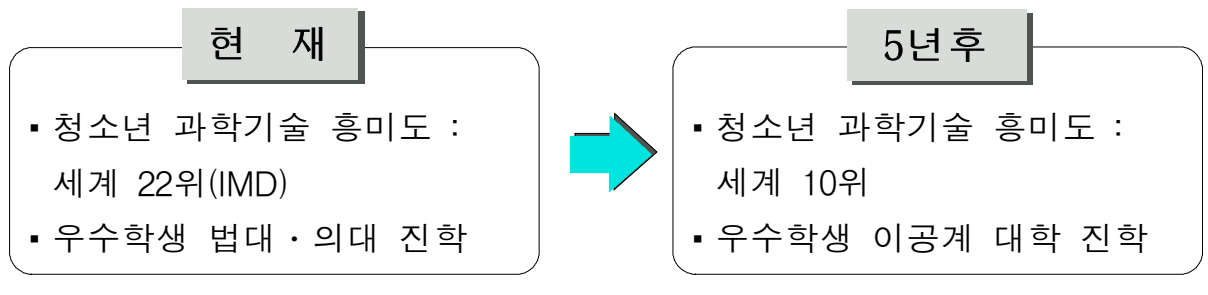 현 재
▪ 청소년 과학기술 흥미도 :
세계 22위(IMD)
▪ 우수학생 법대·의대 진학
5년후
▪ 청소년 과학기술 흥미도 :
세계 10위
▪ 우수학생 이공계 대학 진학